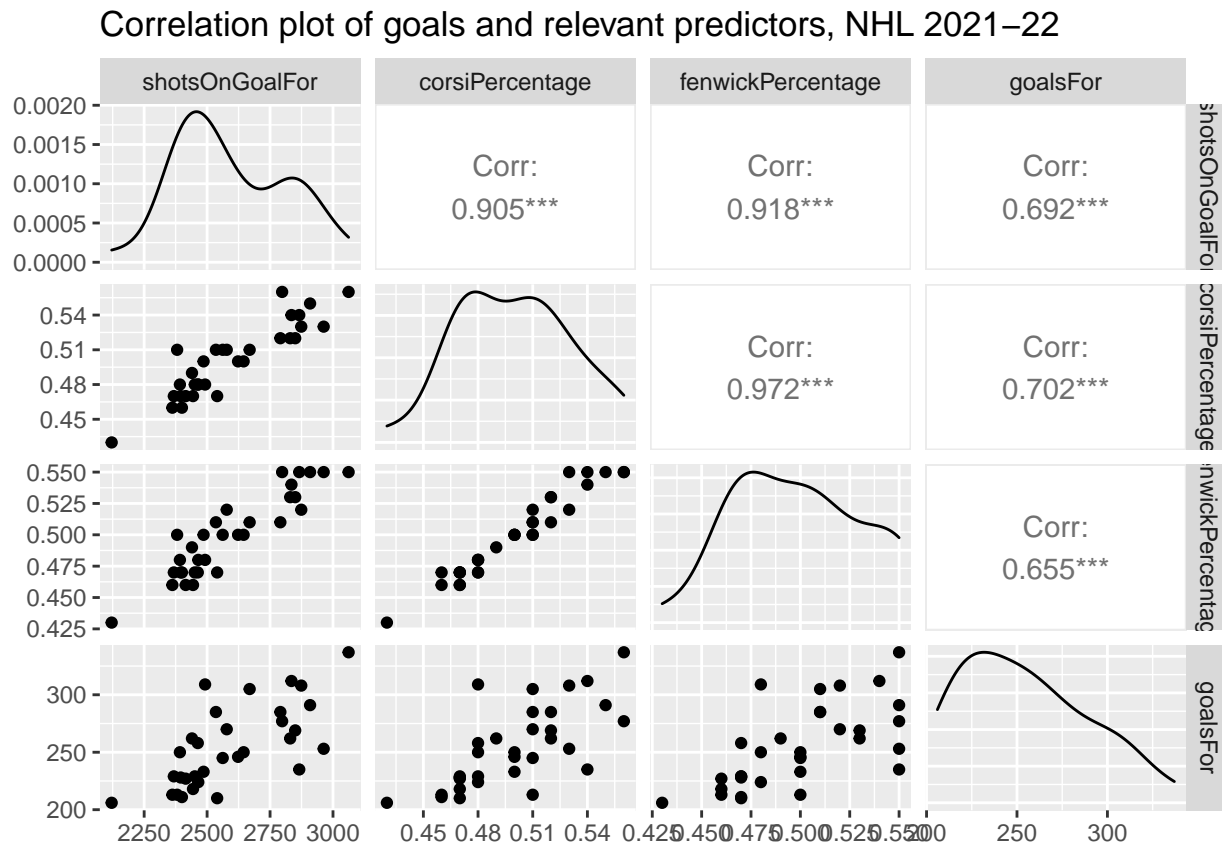 Correlation plot of goals and relevant predictors, NHL 2021−22
shotsOnGoalFor corsiPercentage fenwickPercentage goalsFor
0.0020
0.0015
0.0010
0.0005
0.0000
Corr:
0.905***
Corr:
0.918***
Corr:
0.692***
shotsOnGoalFo
0.54
0.51
0.48
0.45
Corr:
0.972***
Corr:
0.702***
corsiPercentage
0.550
0.525
0.500
0.475
0.450
0.425
Corr:
0.655***
enwickPercentag
300
250
200
goalsFor
2250 2500 2750 3000 0.45 0.48 0.51 0.54 0.425 0.450 0.475 0.500 0.525 0.550 200 250 300